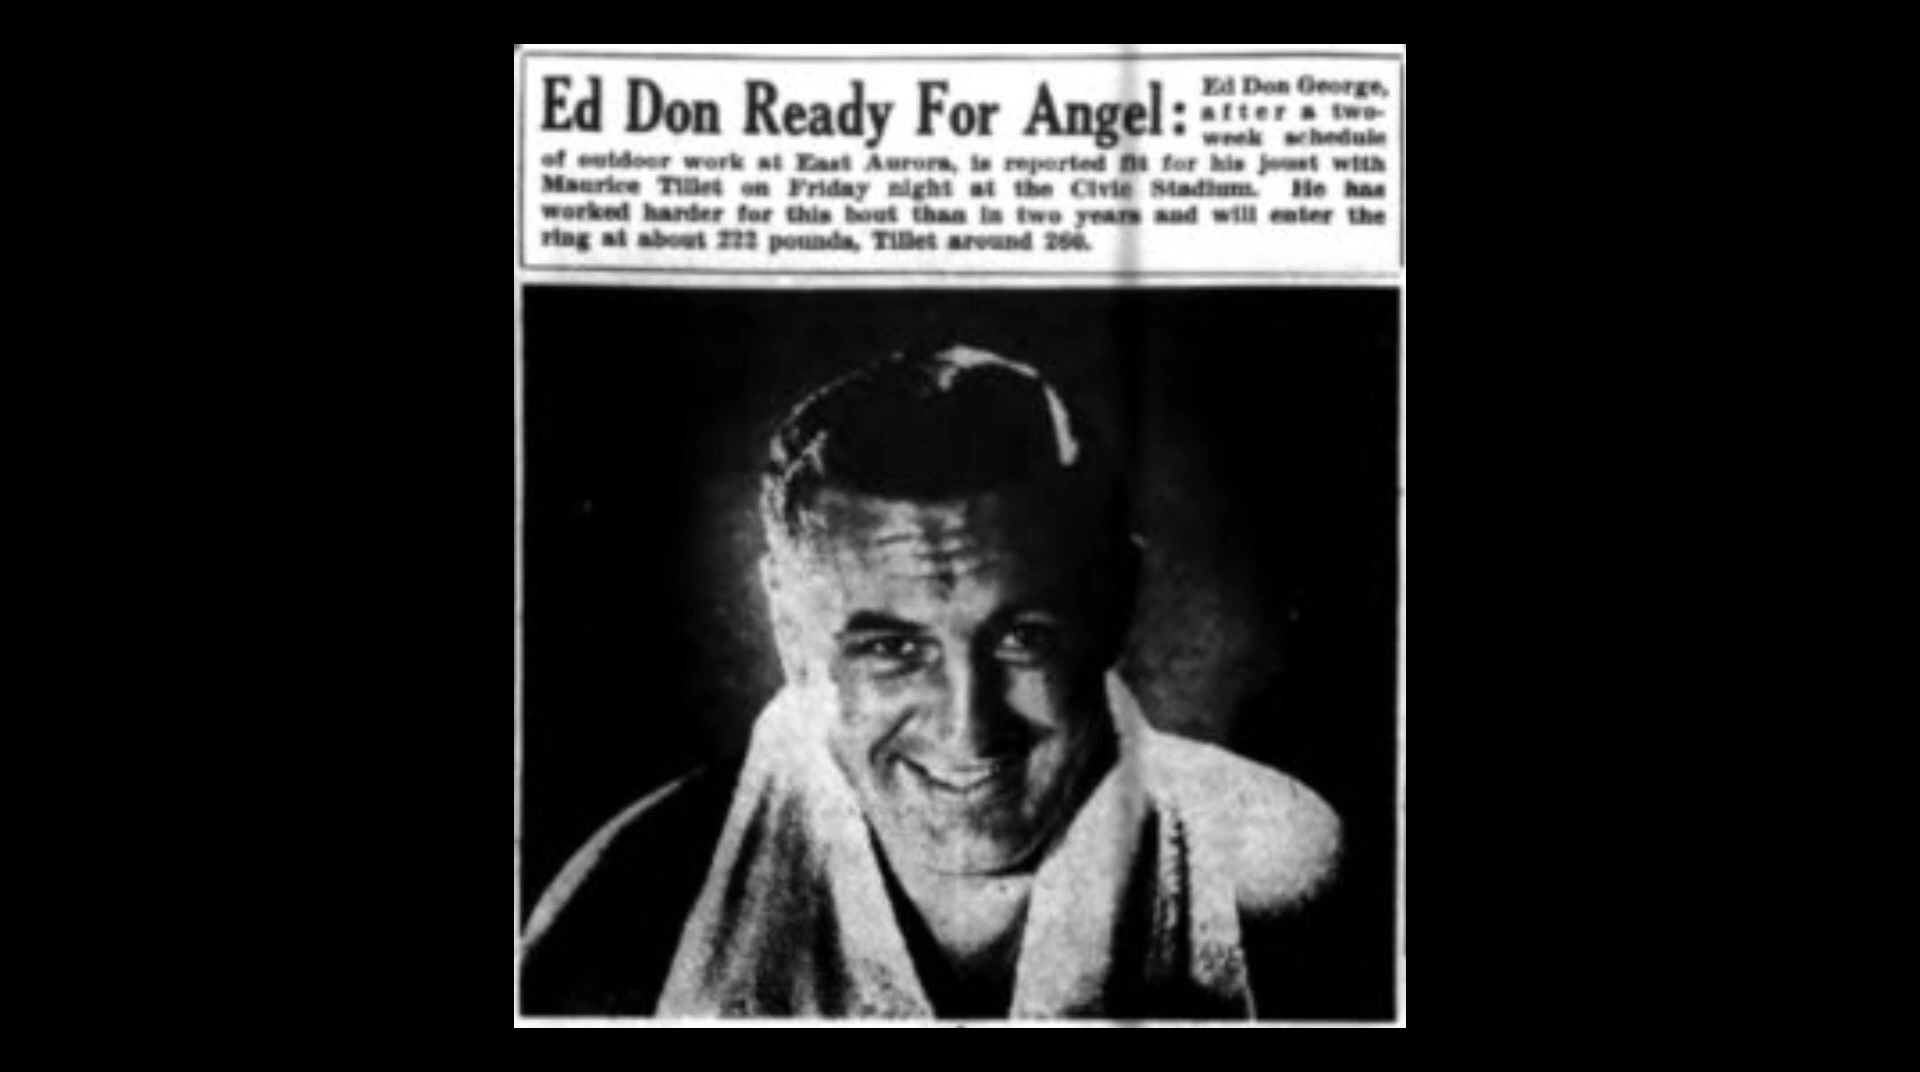 Ed Don Ready For Angel:
Ed Don George,
after a two-
week schedule
of outdoor work at East Aurora, is reported fit for his joust with
Maurice Tillet on Friday night at the Civic Stadium. He has
worked harder for this bout than in two years and will enter the
ring at about 222 pounds, Tillet around 260.